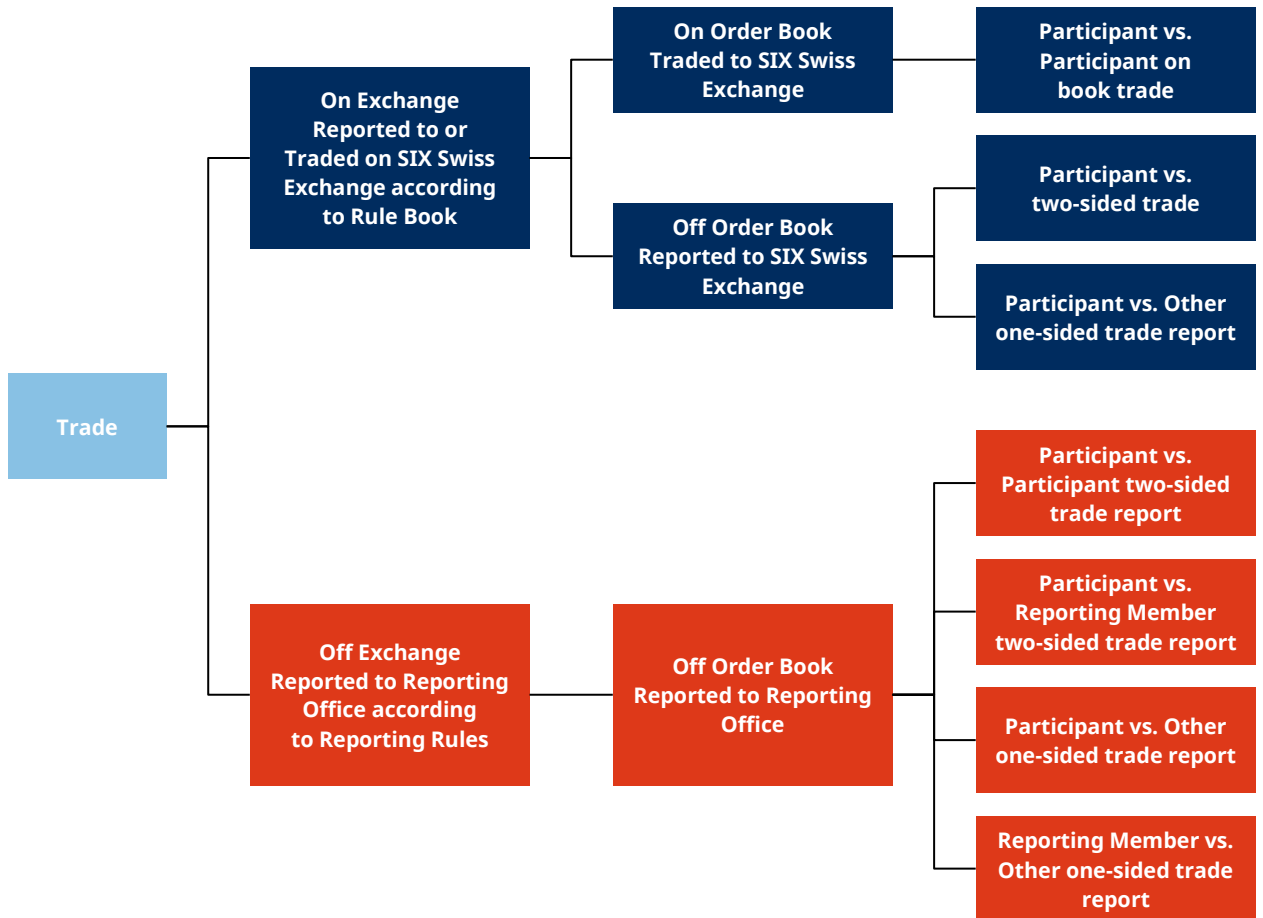 Trade
On Exchange
Reported to or
Traded on SIX Swiss
Exchange according
to Rule Book
On Order Book
Traded to SIX Swiss
Exchange
Participant vs.
Participant on
book trade
Off Order Book
Reported to SIX Swiss
Exchange
Participant vs.
two-sided trade
Participant vs. Other
one-sided trade report
Off Exchange
Reported to Reporting
Office according
to Reporting Rules
Off Order Book
Reported to Reporting
Office
Participant vs.
Participant two-sided
trade report
Participant vs.
Reporting Member
two-sided trade report
Participant vs. Other
one-sided trade report
Reporting Member vs.
Other one-sided trade
report